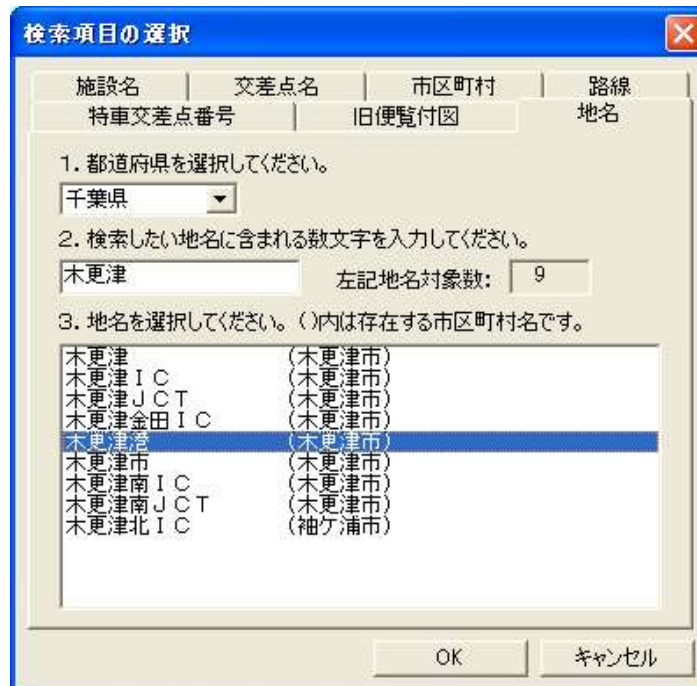 検索項目の選択
施設名 交差点名 市区町村 路線
特車交差点番号 旧便覧付図 地名
1. 都道府県を選択してください。
千葉県
2. 検索したい地名に含まれる数文字を入力してください。
木更津 左記地名対象数: 9
3. 地名を選択してください。()内は存在する市区町村名です。
木更津 (木更津市)
木更津IC (木更津市)
木更津JCT (木更津市)
木更津金田IC (木更津市)
木更津港 (木更津市)
木更津市 (木更津市)
木更津南IC (木更津市)
木更津南JCT (木更津市)
木更津北IC (袖ケ浦市)
OK キャンセル